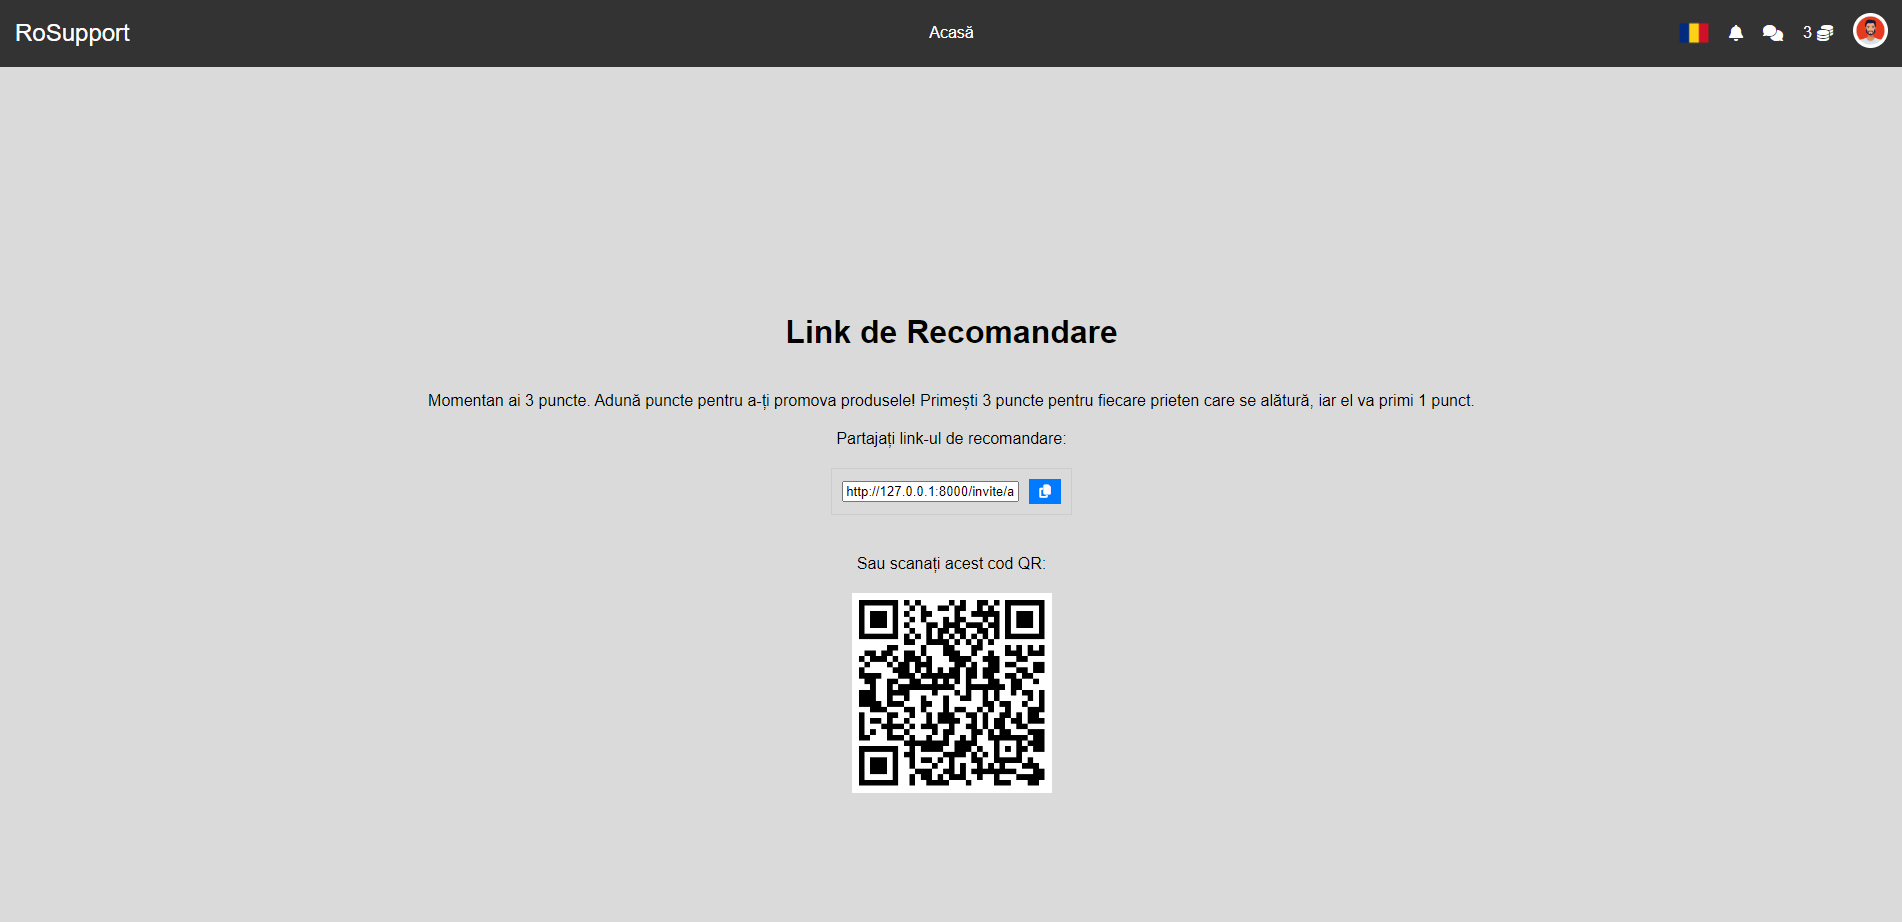 RoSupport
Acasă
3
Link de Recomandare
Momentan ai 3 puncte. Adună puncte pentru a-ți promova produsele! Primești 3 puncte pentru fiecare prieten care se alătură, iar el va primi 1 punct.
Partajați link-ul de recomandare:
http://127.0.0.1:8000/invite/a
Sau scanați acest cod QR: